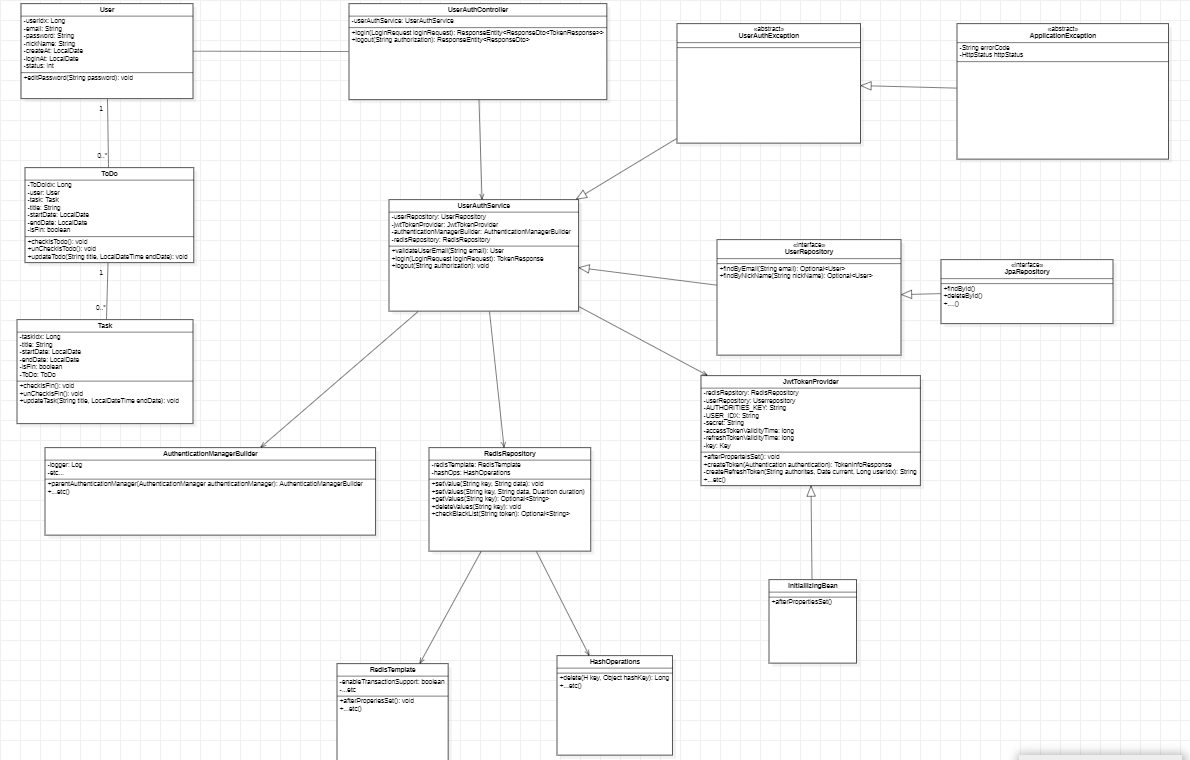 User
-userIdx: Long
-email: String
-password: String
-nickName: String
-createAt: LocalDate
-loginAt: LocalDate
-status: int
+editPassword(String password): void
UserAuthController
-userAuthService: UserAuthService
+login(LoginRequest loginRequest): ResponseEntity<ResponseDto<TokenResponse>>
+logout(String authorization): ResponseEntity<ResponseDto>
«abstract»
UserAuthException
«abstract»
ApplicationException
-String errorCode
-HttpStatus httpStatus
1
0..*
ToDo
-ToDoIdx: Long
-user: User
-task: Task
-title: String
-startDate: LocalDate
-endDate: LocalDate
-isFin: boolean
+checkisTodo(): void
+unCheckisTodo(): void
+updateTodo(String title, LocalDateTime endDate): void
1
0..*
Task
-taskIdx: Long
-title: String
-startDate: LocalDate
-endDate: LocalDate
-isFin: boolean
-ToDo: ToDo
+checkisFin(): void
+unCheckisFin(): void
+updateTask(String title, LocalDateTime endDate): void
UserAuthService
-userRepository: UserRepository
-jwtTokenProvider: JwtTokenProvider
-authenticationManagerBuilder: AuthenticationManagerBuilder
-redisRepository: RedisRepository
+validateUserEmail(String email): User
+login(LoginRequest loginRequest): TokenResponse
+logout(String authorization): void
«interface»
UserRepository
+findByEmail(String email): Optional<User>
+findByNickName(String nickName): Optional<User>
«interface»
JpaRepository
+findById()
+deleteById()
+....()
JwtTokenProvider
-redisRepsitory: RedisRepository
-userRepository: Userrepository
-AUTHORITIES_KEY: String
-USER_IDX: String
-secret: String
-accessTokenValidityTime: long
-refreshTokenValidityTime: long
-key: Key
+afterProperteisSet(): void
+createToken(Authentication authentication): TokenInfoResponse
-createRefreshToken(String authorites, Date current, Long userIdx): String
+...etc()
AuthenticationManagerBuilder
-logger: Log
-etc...
+parentAuthenticationManager(AuthenticationManager authenticationManager): AuthenticatioManagerBuilder
+...etc()
RedisRepository
-redisTemplate: RedisTemplate
-hashOps: HashOperations
+setValue(String key, String data): void
+setValues(String key, String data, Duartion duration)
+getValues(String key): Optional<String>
+deleteValues(String key): void
+checkBlackList(String token): Optional<String>
InitiallizingBean
+afterPropertiesSet()
RedisTemplate
-enableTransactionSupport: boolean
-...etc
+afterProperiesSet(): void
+...etc()
HashOperations
+delete(H key, Object hashKey): Long
+...etc()